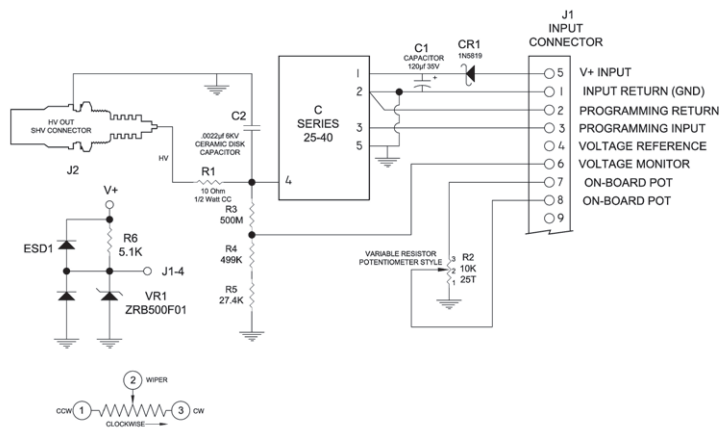 J1
INPUT
CONNECTOR
C1
CAPACITOR
120µf 35V
+
CR1
1N5819
C
SERIES
25-40
1
2
3
5
4
5 V+ INPUT
1 INPUT RETURN (GND)
2 PROGRAMMING RETURN
3 PROGRAMMING INPUT
4 VOLTAGE REFERENCE
6 VOLTAGE MONITOR
7 ON-BOARD POT
8 ON-BOARD POT
9
HV OUT
SHV CONNECTOR
J2
HV
C2
.0022µf 6KV
CERAMIC DISK
CAPACITOR
R1
10 Ohm
1/2 Watt CC
R3
500M
R4
499K
R5
27.4K
VARIABLE RESISTOR
POTENTIOMETER STYLE
3
2
1
R2
10K
25T
V+
ESD1
R6
5.1K
J1-4
VR1
ZRB500F01
2 WIPER
CCW 1
3 CW
CLOCKWISE